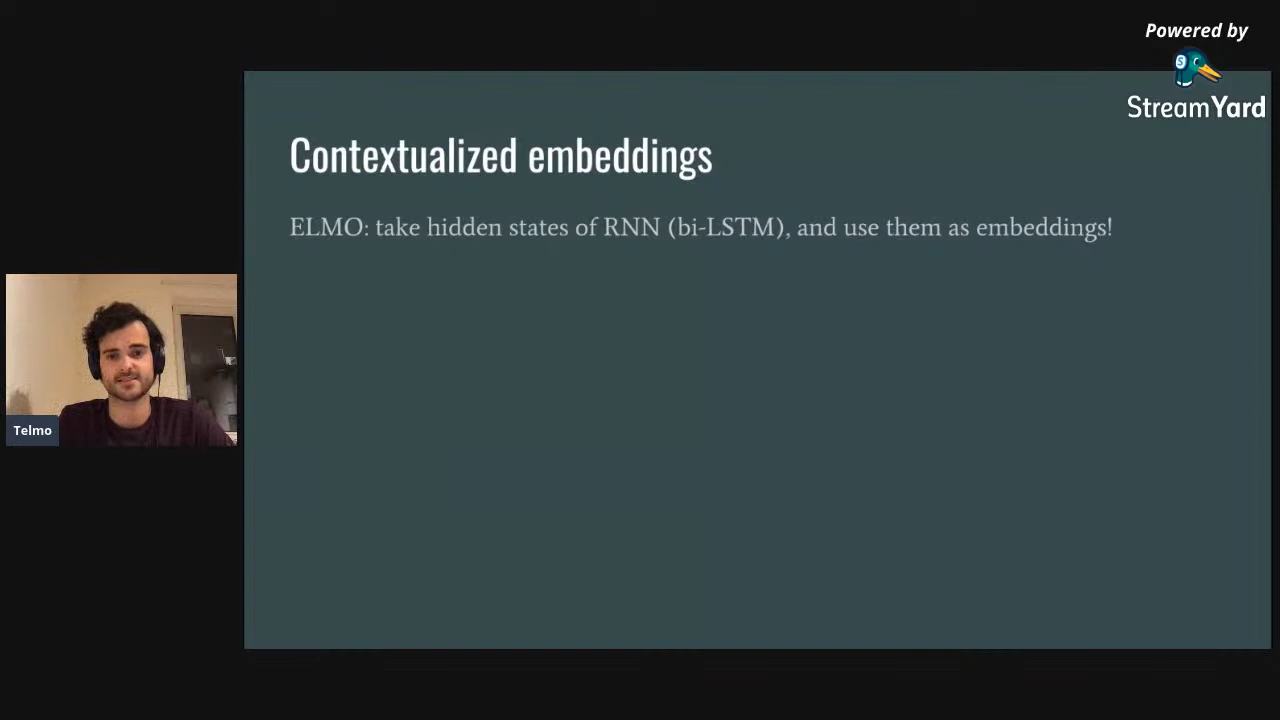 Powered by
StreamYard
Contextualized embeddings
ELMO: take hidden states of RNN (bi-LSTM), and use them as embeddings!
Telmo